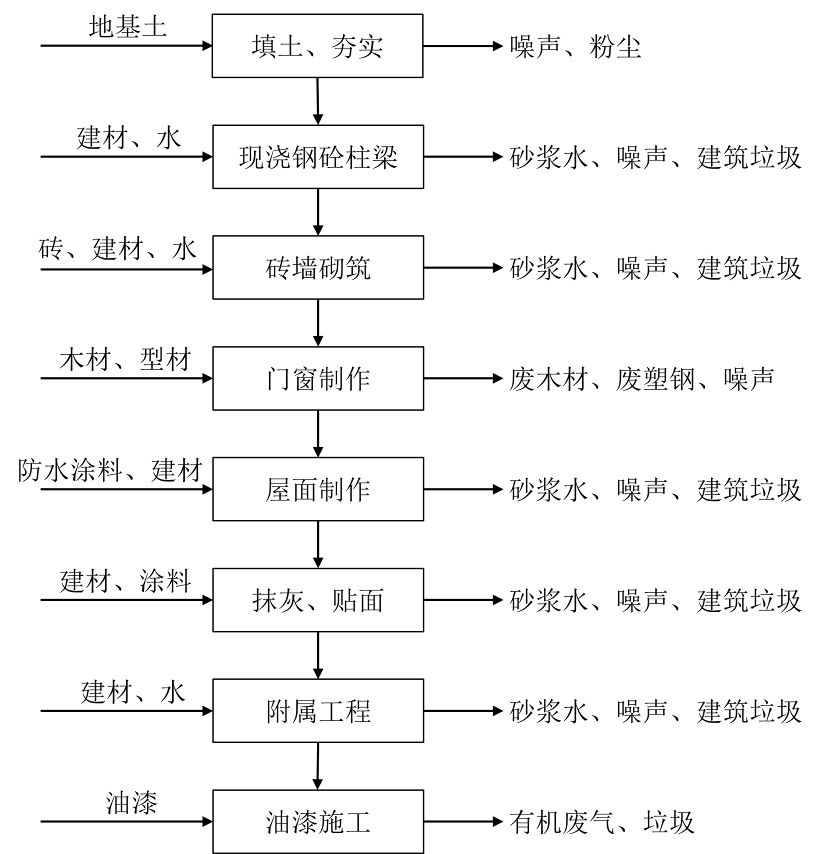 地基土
填土、夯实
噪声、粉尘
建材、水
现浇钢砼柱梁
砂浆水、噪声、建筑垃圾
砖、建材、水
砖墙砌筑
砂浆水、噪声、建筑垃圾
木材、型材
门窗制作
废木材、废塑钢、噪声
防水涂料、建材
屋面制作
砂浆水、噪声、建筑垃圾
建材、涂料
抹灰、贴面
砂浆水、噪声、建筑垃圾
建材、水
附属工程
砂浆水、噪声、建筑垃圾
油漆
油漆施工
有机废气、垃圾